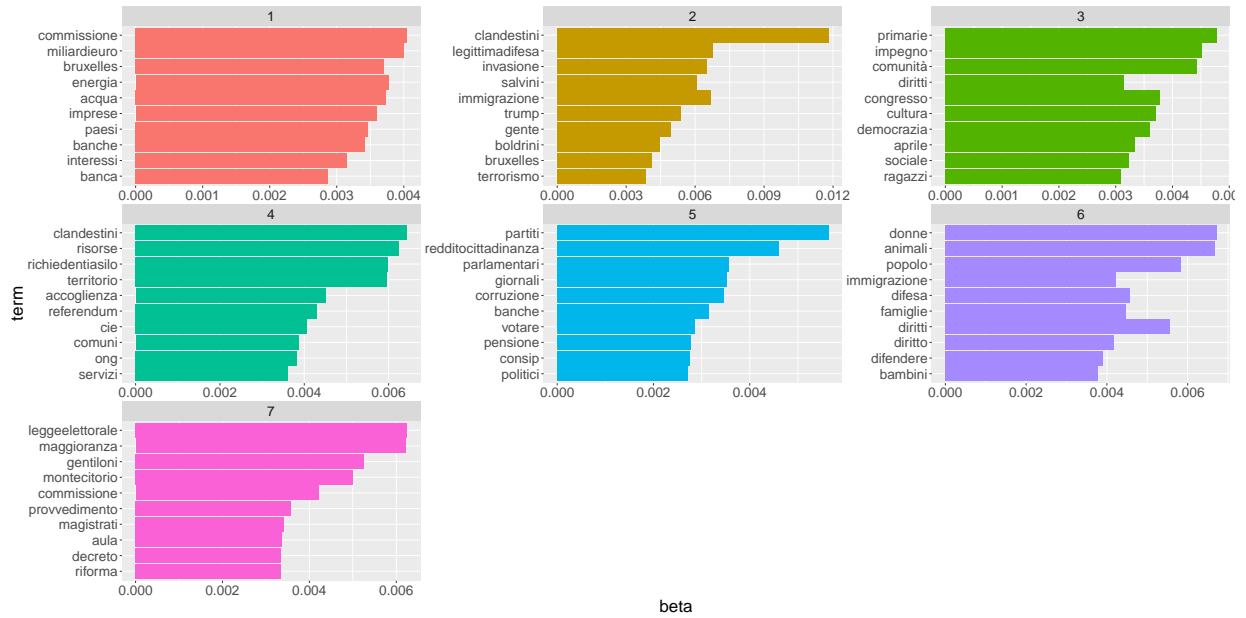 1
commissione
miliardieuro
bruxelles
energia
acqua
imprese
paesi
banche
interessi
banca
0.000 0.001 0.002 0.003 0.004
2
clandestini
legittimadifesa
invasione
salvini
immigrazione
trump
gente
boldrini
bruxelles
terrorismo
0.000 0.003 0.006 0.009 0.012
3
primarie
impegno
comunità
diritti
congresso
cultura
democrazia
aprile
sociale
ragazzi
0.000 0.001 0.002 0.003 0.004 0.00
4
clandestini
risorse
richiedentiasilo
territorio
accoglienza
referendum
cie
comuni
ong
servizi
0.000 0.002 0.004 0.006
5
partiti
redditocittadinanza
parlamentari
giornali
corruzione
banche
votare
pensione
consip
politici
0.000 0.002 0.004
6
donne
animali
popolo
immigrazione
difesa
famiglie
diritti
diritto
difendere
bambini
0.000 0.002 0.004 0.006
7
leggeelettorale
maggioranza
gentiloni
montecitorio
commissione
provvedimento
magistrati
aula
decreto
riforma
0.000 0.002 0.004 0.006
term
beta